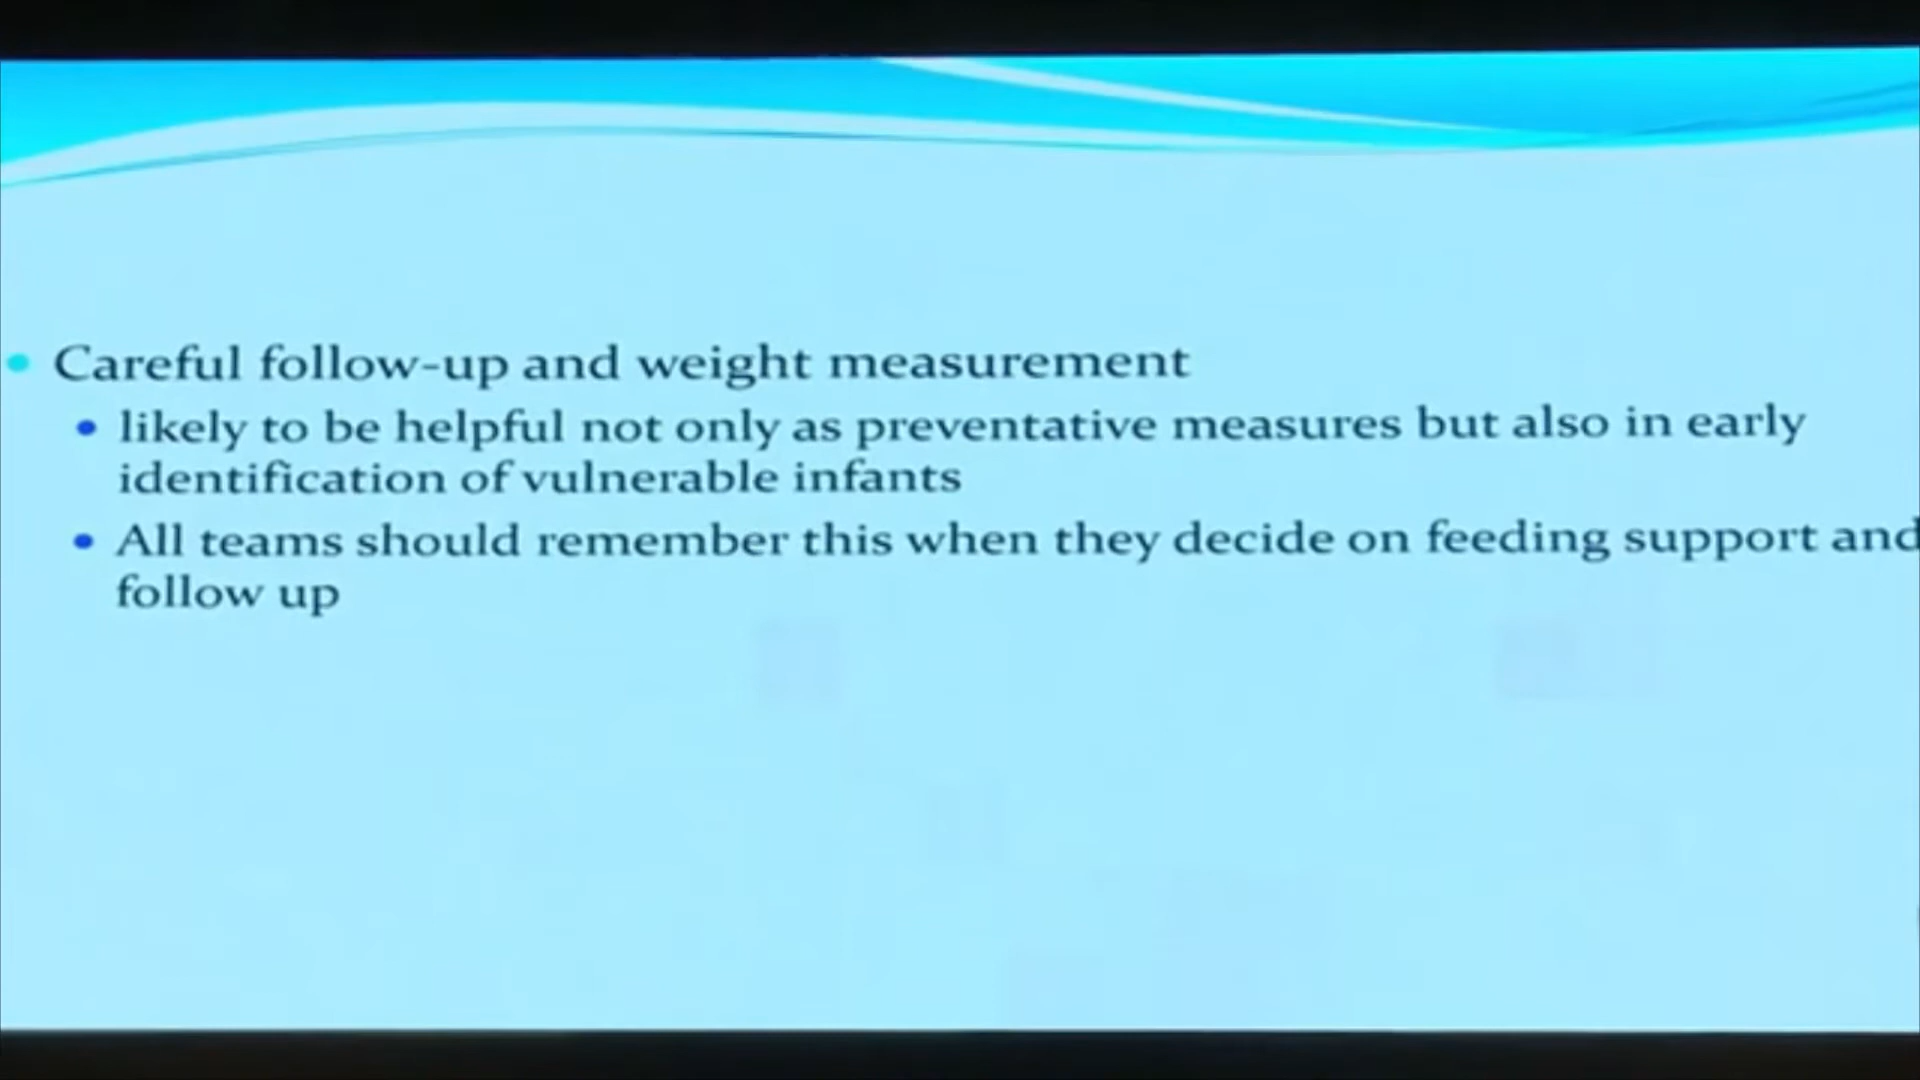 Careful follow-up and weight measurement
likely to be helpful not only as preventative measures but also in early
identification of vulnerable infants
All teams should remember this when they decide on feeding support and
follow up